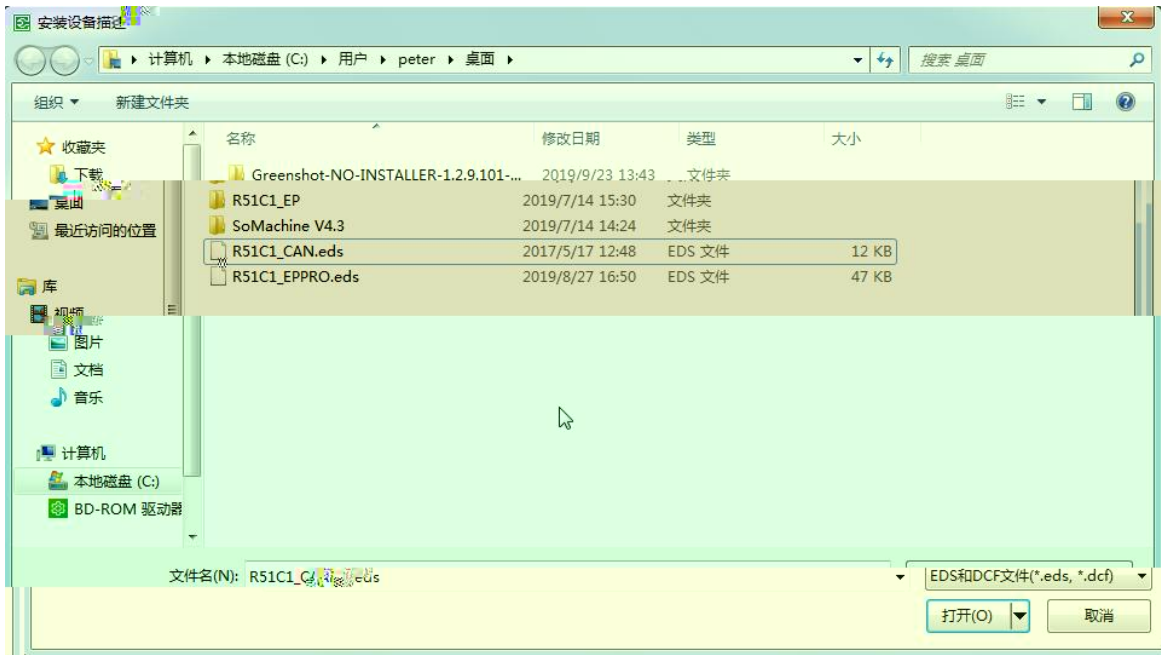 安装设备描述
计算机 本地磁盘 (C:) 用户 peter 桌面 搜索 桌面
组织 新建文件夹
收藏夹 名称 修改日期 类型 大小
下载 Greenshot-NO-INSTALLER-1.2.9.101-... 2019/9/23 13:43 文件夹
桌面 R51C1_EP 2019/7/14 15:30 文件夹
最近访问的位置 SoMachine V4.3 2019/7/14 14:24 文件夹
R51C1_CAN.eds 2017/5/17 12:48 EDS 文件 12 KB
库 R51C1_EPPRO.eds 2019/8/27 16:50 EDS 文件 47 KB
视频
图片
文档
音乐
计算机
本地磁盘 (C:)
BD-ROM 驱动器
文件名(N): EDS和DCF文件(*.eds, *.dcf)
打开(O) 取消